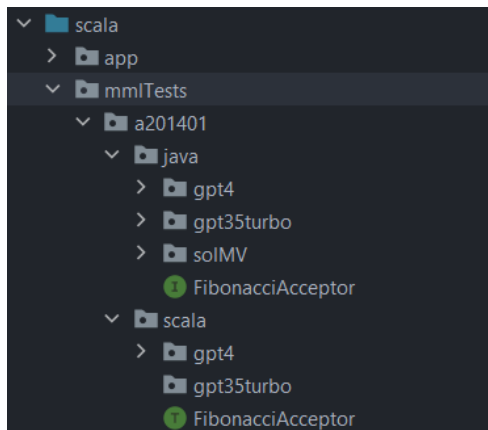 scala
app
mmlTests
a201401
java
gpt4
gpt35turbo
solMV
I FibonacciAcceptor
scala
gpt4
gpt35turbo
T FibonacciAcceptor